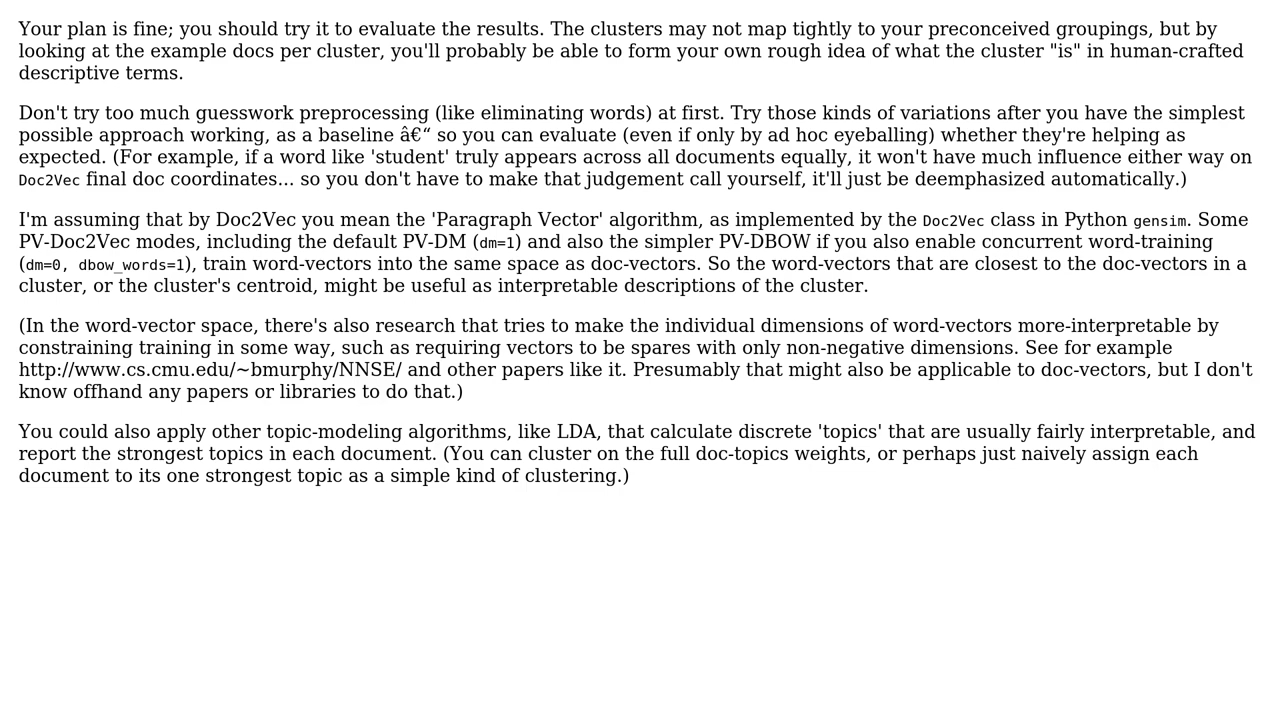 Your plan is fine; you should try it to evaluate the results. The clusters may not map tightly to your preconceived groupings, but by
looking at the example docs per cluster, you'll probably be able to form your own rough idea of what the cluster "is" in human-crafted
descriptive terms.
Don't try too much guesswork preprocessing (like eliminating words) at first. Try those kinds of variations after you have the simplest
possible approach working, as a baseline â€“ so you can evaluate (even if only by ad hoc eyeballing) whether they're helping as
expected. (For example, if a word like 'student' truly appears across all documents equally, it won't have much influence either way on
Doc2Vec final doc coordinates... so you don't have to make that judgement call yourself, it'll just be deemphasized automatically.)
I'm assuming that by Doc2Vec you mean the 'Paragraph Vector' algorithm, as implemented by the Doc2Vec class in Python gensim. Some
PV-Doc2Vec modes, including the default PV-DM (dm=1) and also the simpler PV-DBOW if you also enable concurrent word-training
(dm=0, dbow_words=1), train word-vectors into the same space as doc-vectors. So the word-vectors that are closest to the doc-vectors in a
cluster, or the cluster's centroid, might be useful as interpretable descriptions of the cluster.
(In the word-vector space, there's also research that tries to make the individual dimensions of word-vectors more-interpretable by
constraining training in some way, such as requiring vectors to be spares with only non-negative dimensions. See for example
http://www.cs.cmu.edu/~bmurphy/NNSE/ and other papers like it. Presumably that might also be applicable to doc-vectors, but I don't
know offhand any papers or libraries to do that.)
You could also apply other topic-modeling algorithms, like LDA, that calculate discrete 'topics' that are usually fairly interpretable, and
report the strongest topics in each document. (You can cluster on the full doc-topics weights, or perhaps just naively assign each
document to its one strongest topic as a simple kind of clustering.)